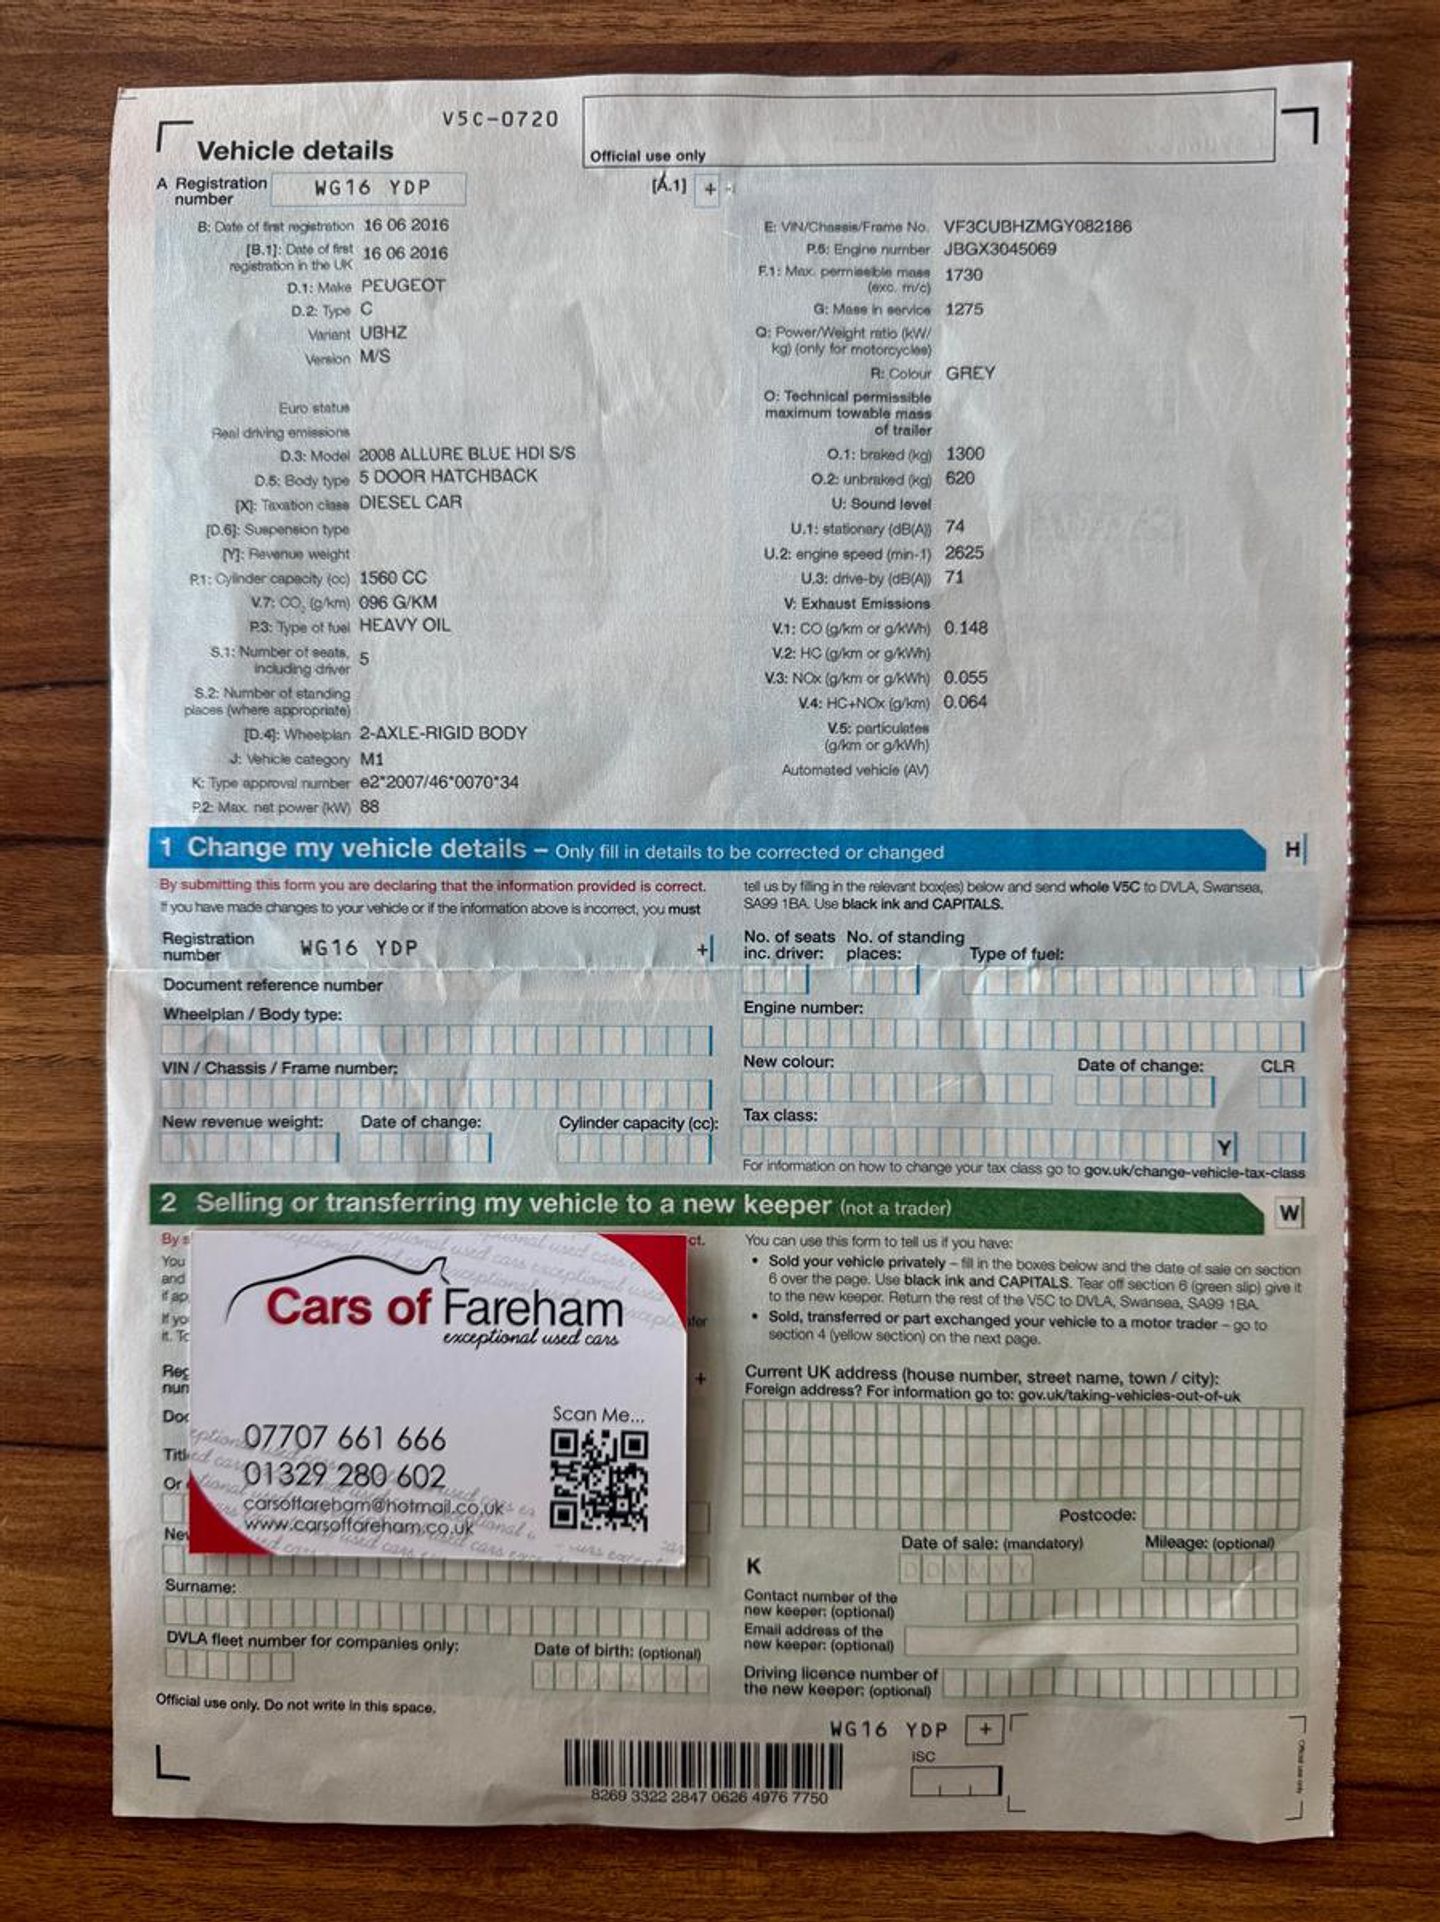 V5C-0720
Vehicle details
Official use only
A Registration number WG16 YDP
[A.1] +
B: Date of first registration 16 06 2016
[B.1]: Date of first registration in the UK 16 06 2016
D.1: Make PEUGEOT
D.2: Type C
Variant UBHZ
Version M/S
Euro status
Real driving emissions
D.3: Model 2008 ALLURE BLUE HDI S/S
D.5: Body type 5 DOOR HATCHBACK
[X]: Taxation class DIESEL CAR
[D.6]: Suspension type
[Y]: Revenue weight
P.1: Cylinder capacity (cc) 1560 CC
V.7: CO₂ (g/km) 096 G/KM
P.3: Type of fuel HEAVY OIL
S.1: Number of seats, including driver 5
S.2: Number of standing places (where appropriate)
[D.4]: Wheelplan 2-AXLE-RIGID BODY
J: Vehicle category M1
K: Type approval number e2*2007/46*0070*34
P.2: Max. net power (kW) 88
E: VIN/Chassis/Frame No. VF3CUBHZMGY082186
P.5: Engine number JBGX3045069
F.1: Max. permissible mass (exc. m/c) 1730
G: Mass in service 1275
Q: Power/Weight ratio (kW/kg) (only for motorcycles)
R: Colour GREY
O: Technical permissible maximum towable mass of trailer
O.1: braked (kg) 1300
O.2: unbraked (kg) 620
U: Sound level
U.1: stationary (dB(A)) 74
U.2: engine speed (min-1) 2625
U.3: drive-by (dB(A)) 71
V: Exhaust Emissions
V.1: CO (g/km or g/kWh) 0.148
V.2: HC (g/km or g/kWh)
V.3: NOx (g/km or g/kWh) 0.055
V.4: HC+NOx (g/km) 0.064
V.5: particulates (g/km or g/kWh)
Automated vehicle (AV)
1 Change my vehicle details – Only fill in details to be corrected or changed H
By submitting this form you are declaring that the information provided is correct.
If you have made changes to your vehicle or if the information above is incorrect, you must
tell us by filling in the relevant box(es) below and send whole V5C to DVLA, Swansea,
SA99 1BA. Use black ink and CAPITALS.
Registration number WG16 YDP +
Document reference number
Wheelplan / Body type:
VIN / Chassis / Frame number:
New revenue weight: Date of change: Cylinder capacity (cc):
No. of seats inc. driver: No. of standing places: Type of fuel:
Engine number:
New colour: Date of change: CLR
Tax class:
Y
For information on how to change your tax class go to gov.uk/change-vehicle-tax-class
2 Selling or transferring my vehicle to a new keeper (not a trader) W
By s
ct.
You
and
if ap
If yo
it. To
Reg
num
+
Doc
Titl
Or
New
Cars of Fareham
exceptional used cars
Scan Me...
07707 661 666
01329 280 602
carsoffareham@hotmail.co.uk
www.carsoffareham.co.uk
Surname:
DVLA fleet number for companies only: Date of birth: (optional)
Official use only. Do not write in this space.
You can use this form to tell us if you have:
• Sold your vehicle privately – fill in the boxes below and the date of sale on section
6 over the page. Use black ink and CAPITALS. Tear off section 6 (green slip) give it
to the new keeper. Return the rest of the V5C to DVLA, Swansea, SA99 1BA.
• Sold, transferred or part exchanged your vehicle to a motor trader – go to
section 4 (yellow section) on the next page.
Current UK address (house number, street name, town / city):
Foreign address? For information go to: gov.uk/taking-vehicles-out-of-uk
Postcode:
Date of sale: (mandatory) Mileage: (optional)
K
D D M M Y Y
Contact number of the
new keeper: (optional)
Email address of the
new keeper: (optional)
Driving licence number of
the new keeper: (optional)
WG16 YDP +
ISC
8269 3322 2847 0626 4976 7750
Official use only